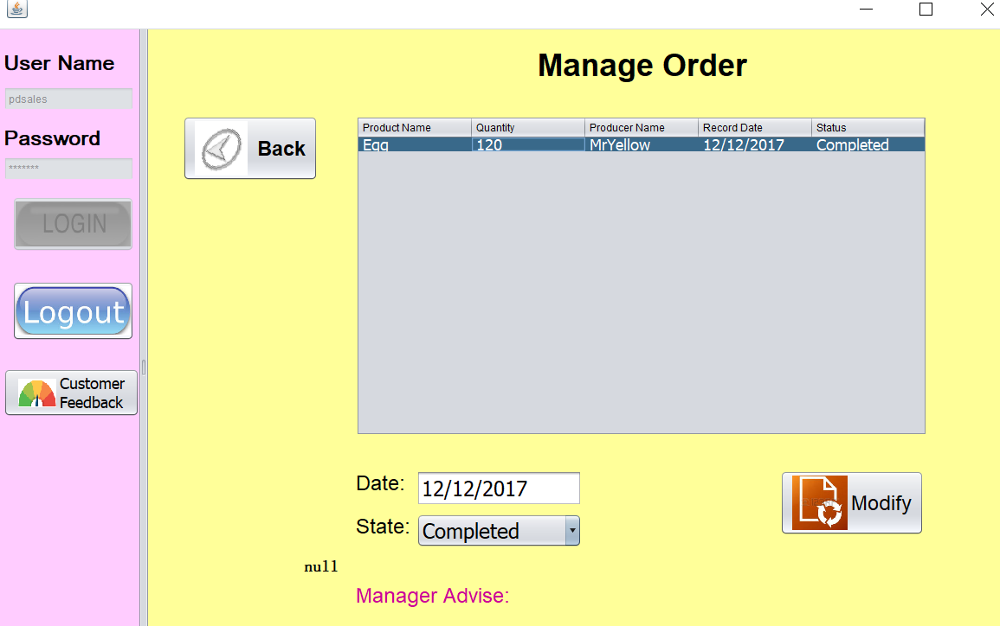 User Name
pdsales
Password
*******
LOGIN
Logout
Customer
Feedback
Manage Order
Back
Product Name Quantity Producer Name Record Date Status
Egg 120 MrYellow 12/12/2017 Completed
Date: 12/12/2017
State: Completed
Modify
null
Manager Advise: